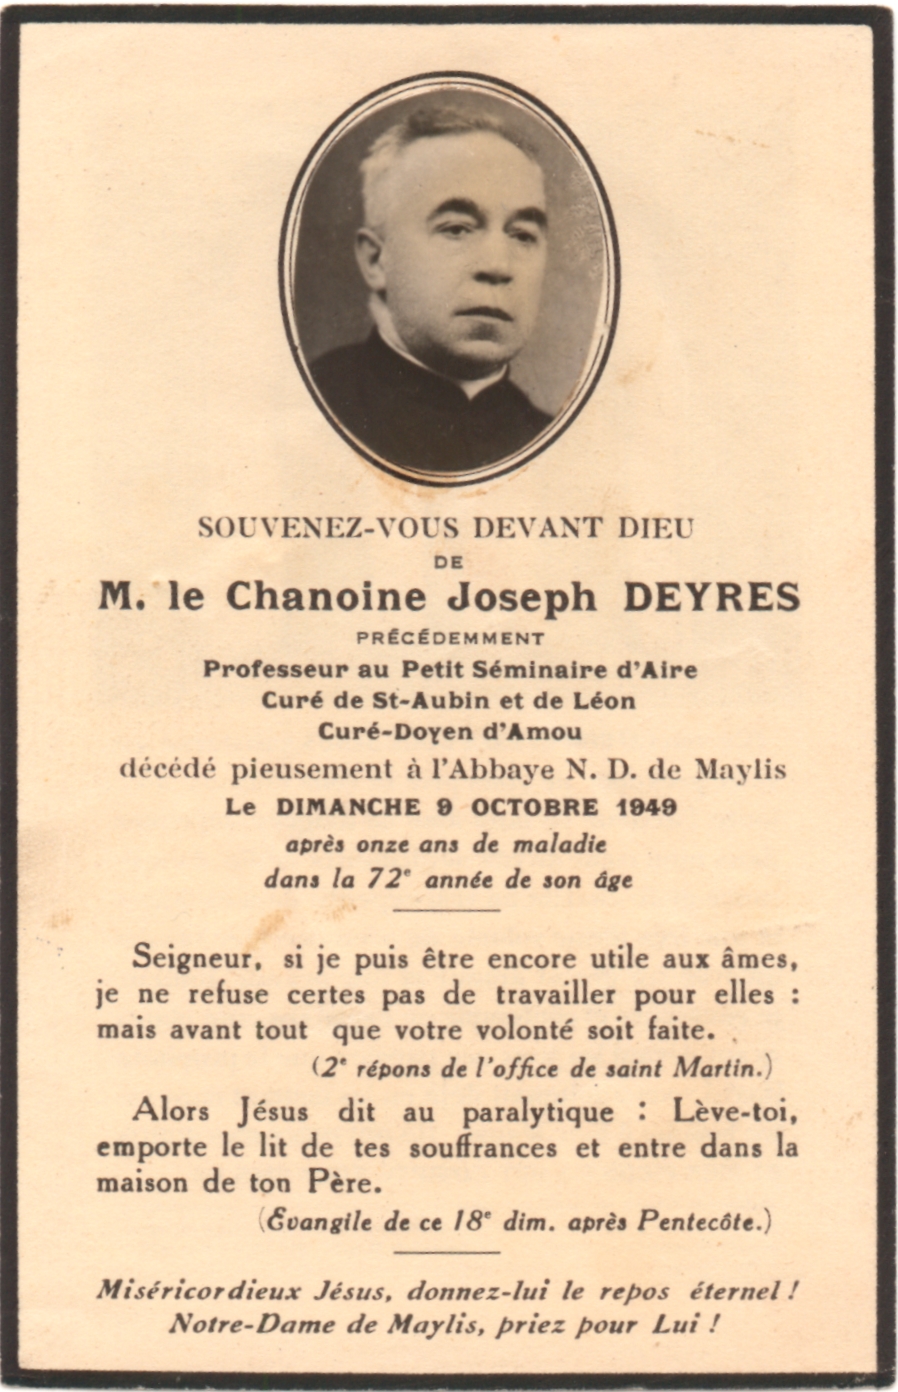 SOUVENEZ-VOUS DEVANT DIEU
DE
M. le Chanoine Joseph DEYRES
PRÉCÉDEMMENT
Professeur au Petit Séminaire d'Aire
Curé de St-Aubin et de Léon
Curé-Doyen d'Amou
décédé pieusement à l'Abbaye N. D. de Maylis
Le DIMANCHE 9 OCTOBRE 1949
après onze ans de maladie
dans la 72e année de son âge
Seigneur, si je puis être encore utile aux âmes,
je ne refuse certes pas de travailler pour elles :
mais avant tout que votre volonté soit faite.
(2e répons de l'office de saint Martin.)
Alors Jésus dit au paralytique : Lève-toi,
emporte le lit de tes souffrances et entre dans la
maison de ton Père.
(Evangile de ce 18e dim. après Pentecôte.)
Miséricordieux Jésus, donnez-lui le repos éternel !
Notre-Dame de Maylis, priez pour Lui !